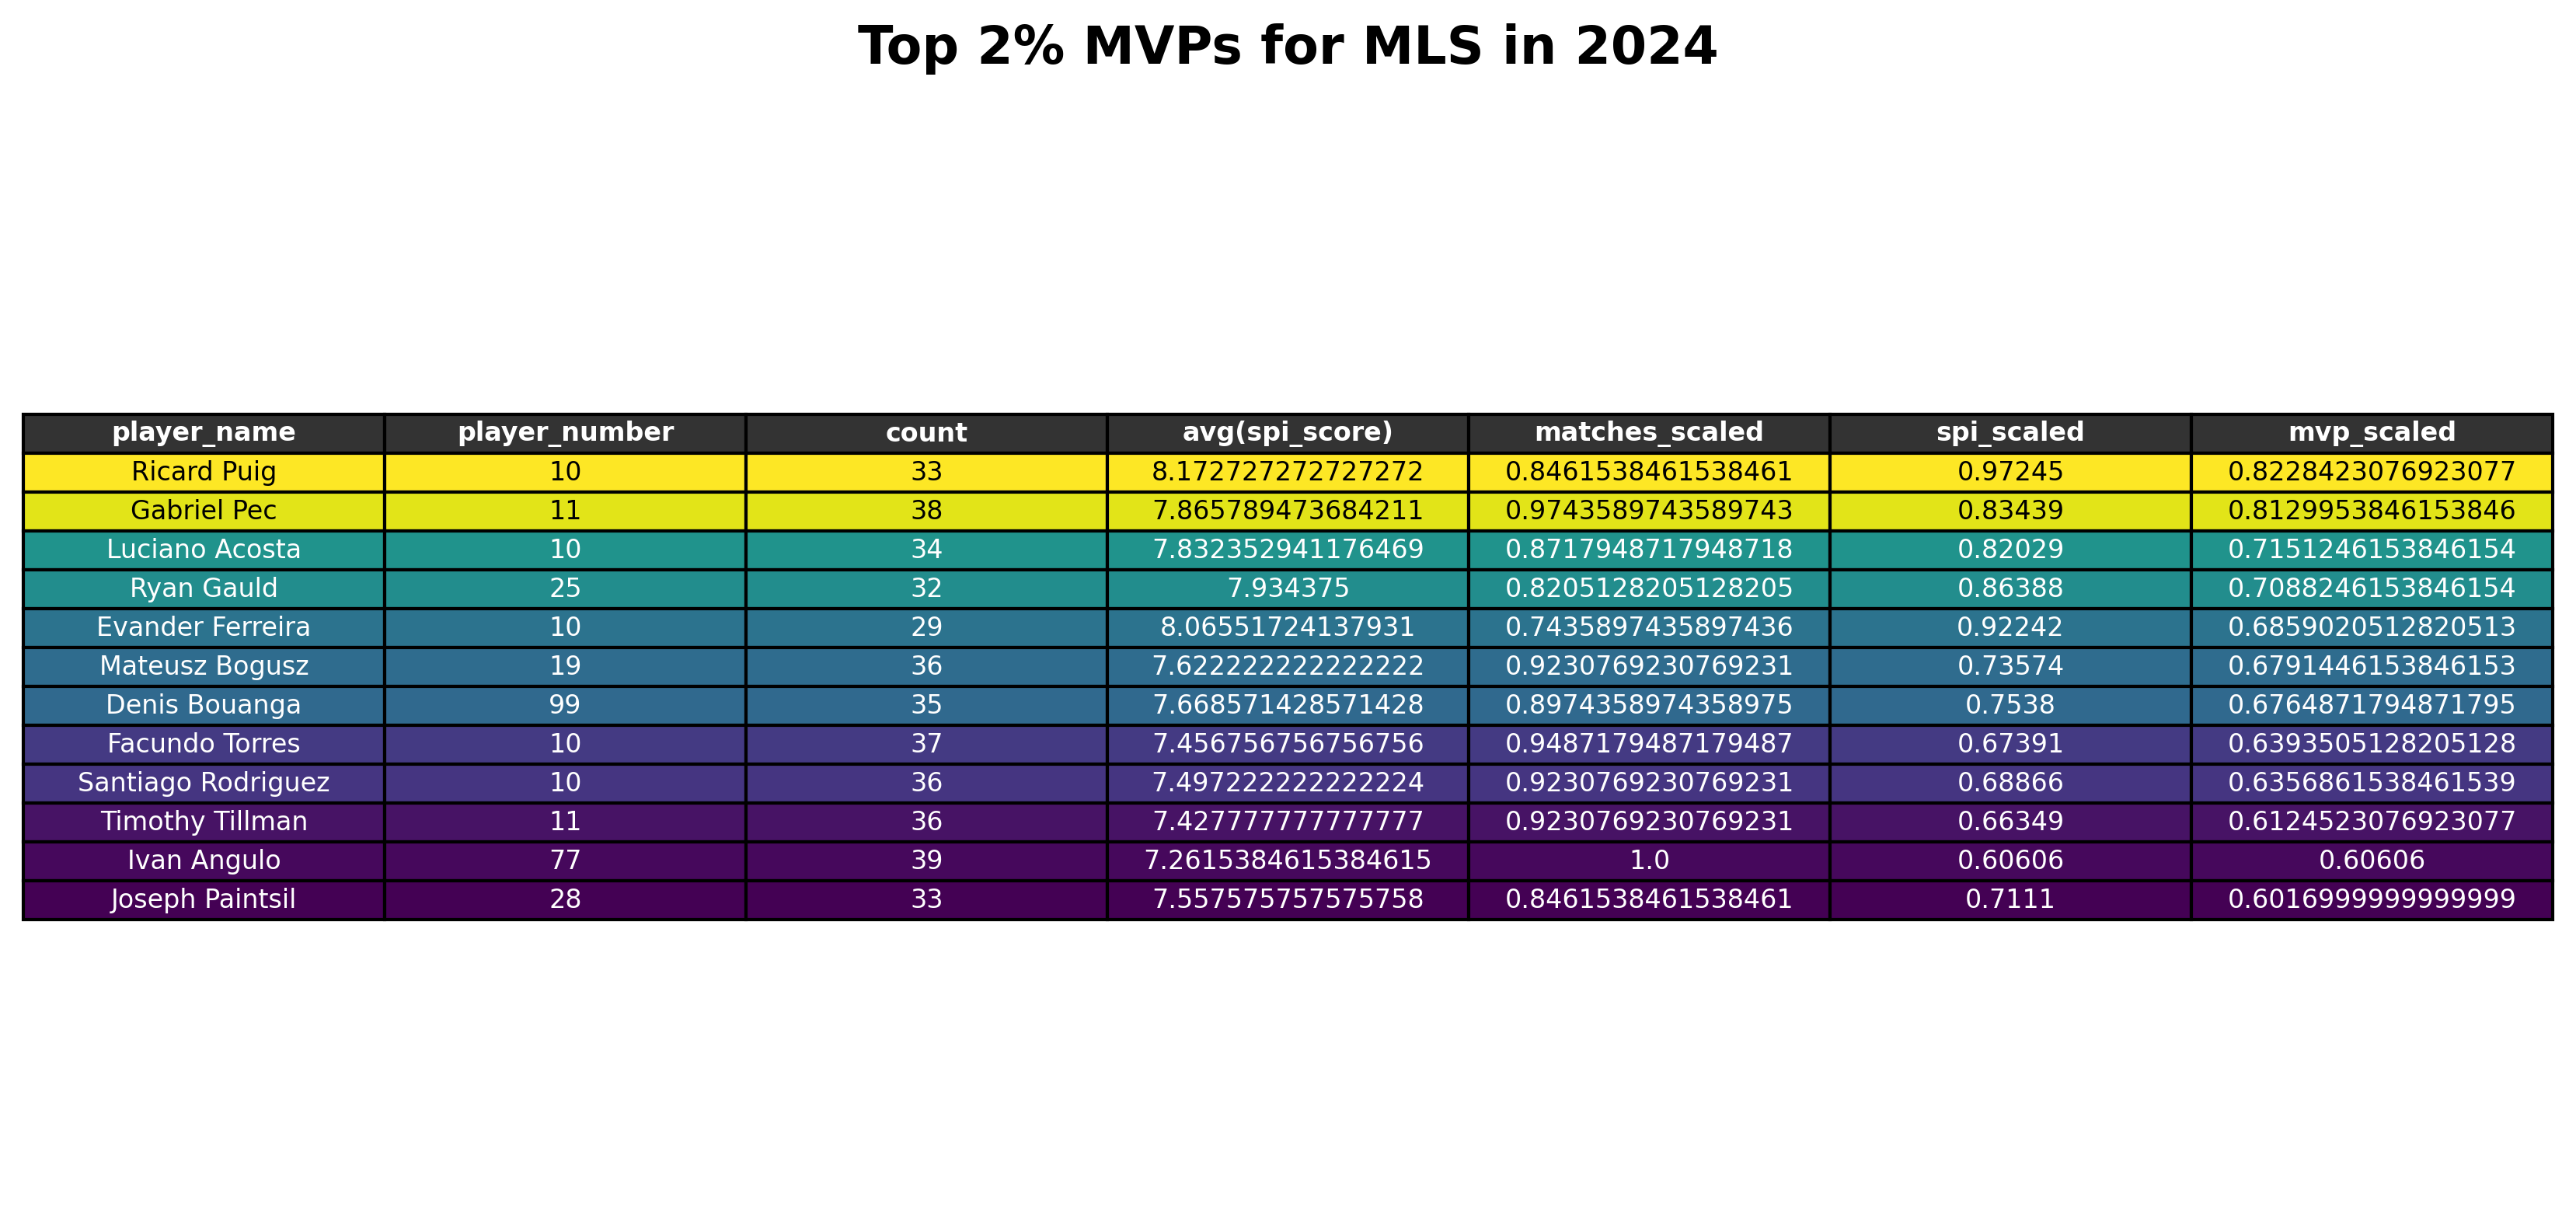 Top 2% MVPs for MLS in 2024
player_name player_number count avg(spi_score) matches_scaled spi_scaled mvp_scaled
Ricard Puig 10 33 8.172727272727272 0.8461538461538461 0.97245 0.8228423076923077
Gabriel Pec 11 38 7.865789473684211 0.9743589743589743 0.83439 0.8129953846153846
Luciano Acosta 10 34 7.832352941176469 0.8717948717948718 0.82029 0.7151246153846154
Ryan Gauld 25 32 7.934375 0.8205128205128205 0.86388 0.7088246153846154
Evander Ferreira 10 29 8.06551724137931 0.7435897435897436 0.92242 0.6859020512820513
Mateusz Bogusz 19 36 7.622222222222222 0.9230769230769231 0.73574 0.6791446153846153
Denis Bouanga 99 35 7.668571428571428 0.8974358974358975 0.7538 0.6764871794871795
Facundo Torres 10 37 7.456756756756756 0.9487179487179487 0.67391 0.6393505128205128
Santiago Rodriguez 10 36 7.497222222222224 0.9230769230769231 0.68866 0.6356861538461539
Timothy Tillman 11 36 7.427777777777777 0.9230769230769231 0.66349 0.6124523076923077
Ivan Angulo 77 39 7.2615384615384615 1.0 0.60606 0.60606
Joseph Paintsil 28 33 7.557575757575758 0.8461538461538461 0.7111 0.6016999999999999